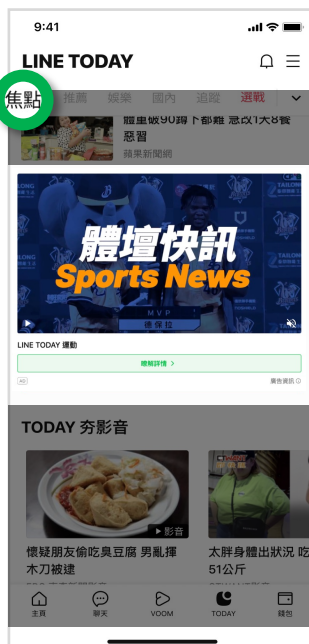 9:41
LINE TODAY
焦點 推薦 娛樂 國內 追蹤 選戰
體重破90蹲下都難 急改1天8餐
惡習
蘋果新聞網
體壇快訊
Sports News
MVP
德保拉
LINE TODAY 運動
瞭解詳情 >
AD 廣告資訊
TODAY 夯影音
影音
懷疑朋友偷吃臭豆腐 男亂揮
木刀被逮
太胖身體出狀況 吃
51公斤
主頁 聊天 VOOM TODAY 錢包